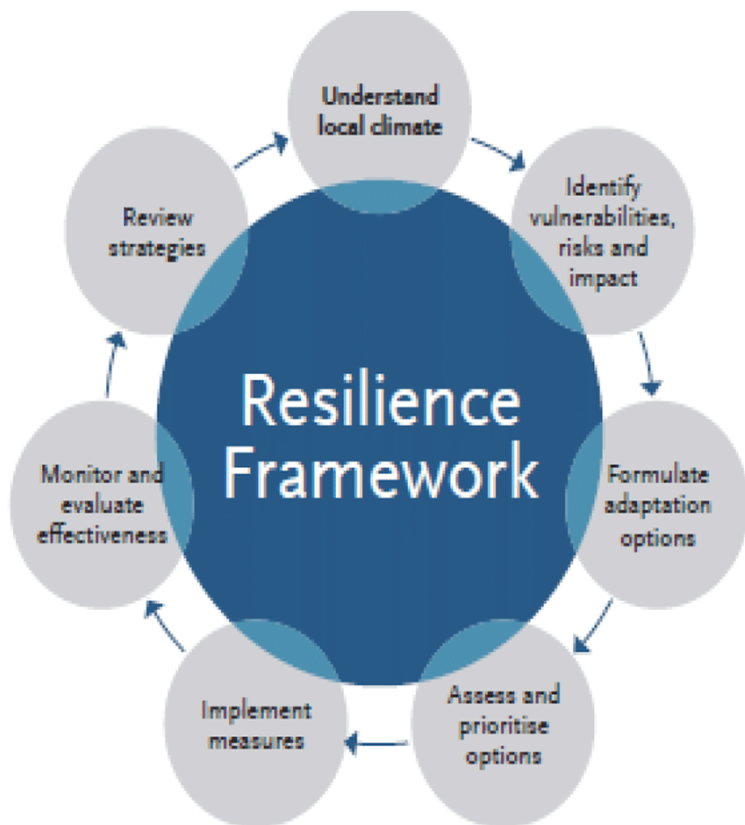 Understand
local climate
Identify
vulnerabilities,
risks and
impact
Formulate
adaptation
options
Assess and
prioritise
options
Implement
measures
Monitor and
evaluate
effectiveness
Review
strategies
Resilience
Framework